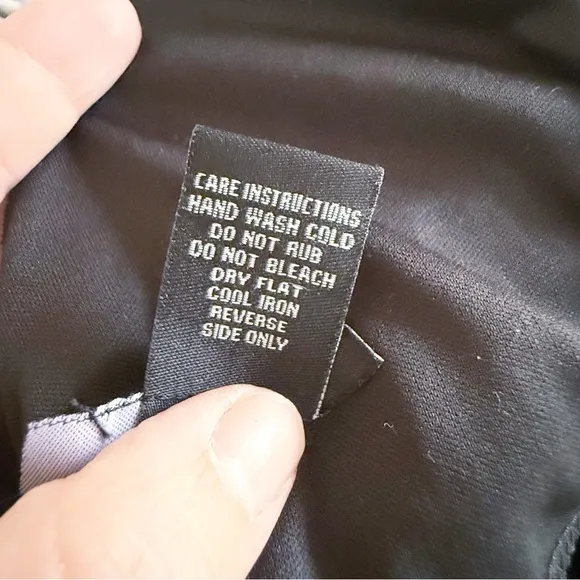 CARE INSTRUCTIONS
HAND WASH COLD
DO NOT RUB
DO NOT BLEACH
DRY FLAT
COOL IRON
REVERSE
SIDE ONLY